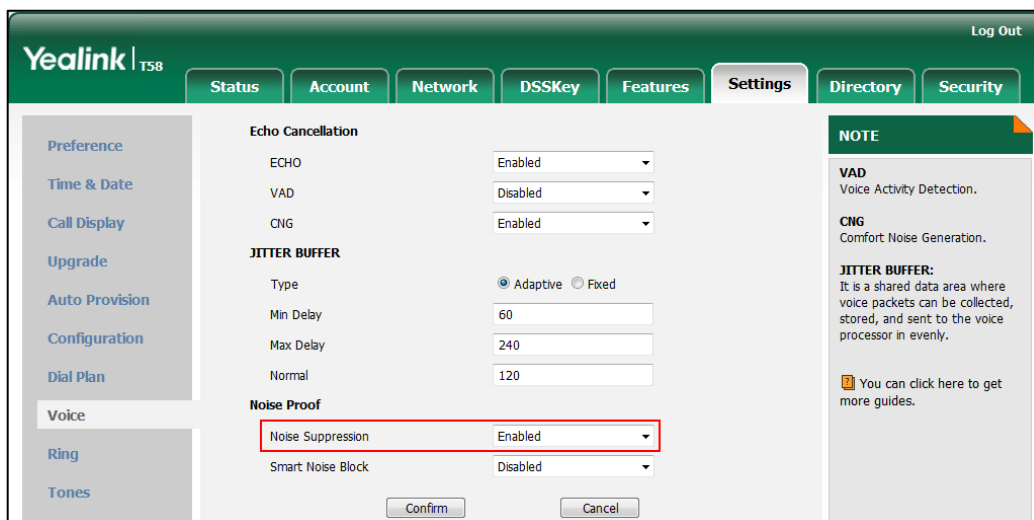 Log Out
Yealink T58
Status Account Network DSSKey Features Settings Directory Security
Preference
Time & Date
Call Display
Upgrade
Auto Provision
Configuration
Dial Plan
Voice
Ring
Tones
Echo Cancellation
ECHO Enabled
VAD Disabled
CNG Enabled
JITTER BUFFER
Type Adaptive Fixed
Min Delay 60
Max Delay 240
Normal 120
Noise Proof
Noise Suppression Enabled
Smart Noise Block Disabled
Confirm Cancel
NOTE
VAD
Voice Activity Detection.
CNG
Comfort Noise Generation.
JITTER BUFFER:
It is a shared data area where
voice packets can be collected,
stored, and sent to the voice
processor in evenly.
? You can click here to get
more guides.